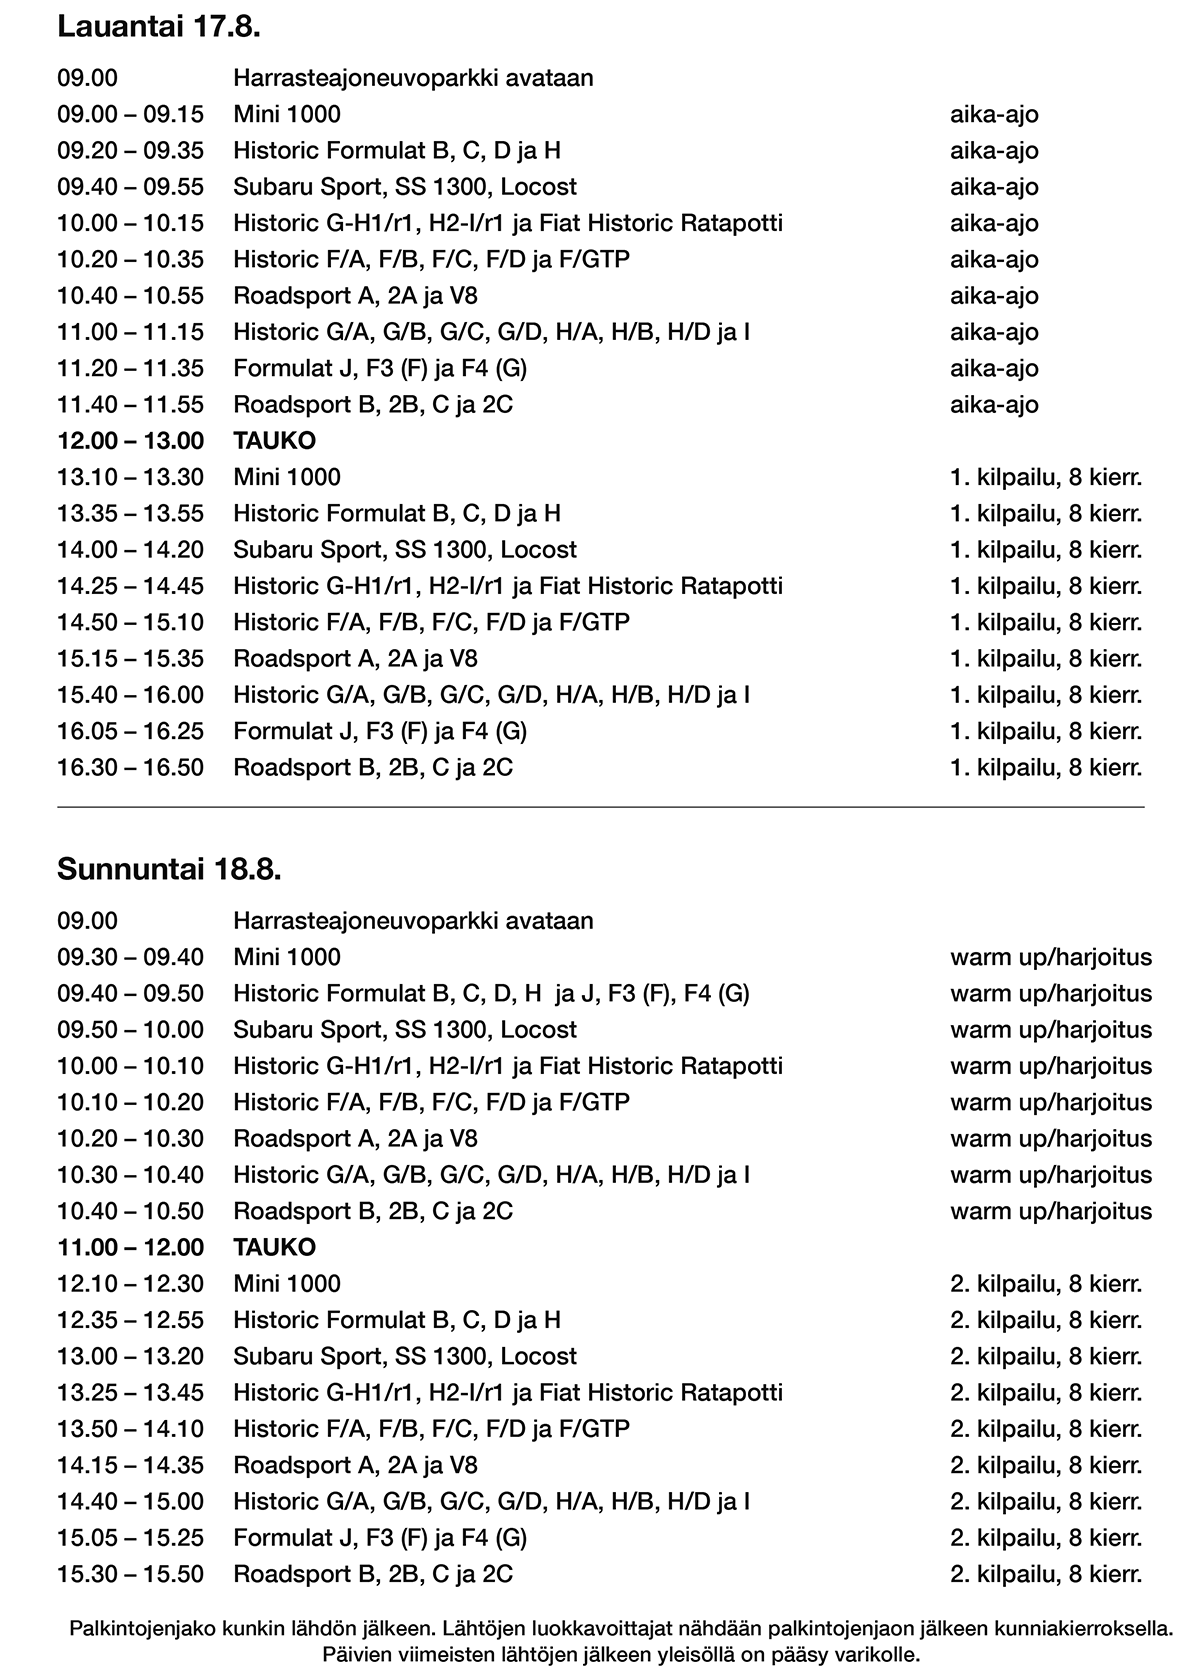 Lauantai 17.8.
09.00 Harrasteajoneuvoparkki avataan
09.00 – 09.15 Mini 1000 aika-ajo
09.20 – 09.35 Historic Formulat B, C, D ja H aika-ajo
09.40 – 09.55 Subaru Sport, SS 1300, Locost aika-ajo
10.00 – 10.15 Historic G-H1/r1, H2-I/r1 ja Fiat Historic Ratapotti aika-ajo
10.20 – 10.35 Historic F/A, F/B, F/C, F/D ja F/GTP aika-ajo
10.40 – 10.55 Roadsport A, 2A ja V8 aika-ajo
11.00 – 11.15 Historic G/A, G/B, G/C, G/D, H/A, H/B, H/D ja I aika-ajo
11.20 – 11.35 Formulat J, F3 (F) ja F4 (G) aika-ajo
11.40 – 11.55 Roadsport B, 2B, C ja 2C aika-ajo
12.00 – 13.00 TAUKO
13.10 – 13.30 Mini 1000 1. kilpailu, 8 kierr.
13.35 – 13.55 Historic Formulat B, C, D ja H 1. kilpailu, 8 kierr.
14.00 – 14.20 Subaru Sport, SS 1300, Locost 1. kilpailu, 8 kierr.
14.25 – 14.45 Historic G-H1/r1, H2-I/r1 ja Fiat Historic Ratapotti 1. kilpailu, 8 kierr.
14.50 – 15.10 Historic F/A, F/B, F/C, F/D ja F/GTP 1. kilpailu, 8 kierr.
15.15 – 15.35 Roadsport A, 2A ja V8 1. kilpailu, 8 kierr.
15.40 – 16.00 Historic G/A, G/B, G/C, G/D, H/A, H/B, H/D ja I 1. kilpailu, 8 kierr.
16.05 – 16.25 Formulat J, F3 (F) ja F4 (G) 1. kilpailu, 8 kierr.
16.30 – 16.50 Roadsport B, 2B, C ja 2C 1. kilpailu, 8 kierr.
Sunnuntai 18.8.
09.00 Harrasteajoneuvoparkki avataan
09.30 – 09.40 Mini 1000 warm up/harjoitus
09.40 – 09.50 Historic Formulat B, C, D, H ja J, F3 (F), F4 (G) warm up/harjoitus
09.50 – 10.00 Subaru Sport, SS 1300, Locost warm up/harjoitus
10.00 – 10.10 Historic G-H1/r1, H2-I/r1 ja Fiat Historic Ratapotti warm up/harjoitus
10.10 – 10.20 Historic F/A, F/B, F/C, F/D ja F/GTP warm up/harjoitus
10.20 – 10.30 Roadsport A, 2A ja V8 warm up/harjoitus
10.30 – 10.40 Historic G/A, G/B, G/C, G/D, H/A, H/B, H/D ja I warm up/harjoitus
10.40 – 10.50 Roadsport B, 2B, C ja 2C warm up/harjoitus
11.00 – 12.00 TAUKO
12.10 – 12.30 Mini 1000 2. kilpailu, 8 kierr.
12.35 – 12.55 Historic Formulat B, C, D ja H 2. kilpailu, 8 kierr.
13.00 – 13.20 Subaru Sport, SS 1300, Locost 2. kilpailu, 8 kierr.
13.25 – 13.45 Historic G-H1/r1, H2-I/r1 ja Fiat Historic Ratapotti 2. kilpailu, 8 kierr.
13.50 – 14.10 Historic F/A, F/B, F/C, F/D ja F/GTP 2. kilpailu, 8 kierr.
14.15 – 14.35 Roadsport A, 2A ja V8 2. kilpailu, 8 kierr.
14.40 – 15.00 Historic G/A, G/B, G/C, G/D, H/A, H/B, H/D ja I 2. kilpailu, 8 kierr.
15.05 – 15.25 Formulat J, F3 (F) ja F4 (G) 2. kilpailu, 8 kierr.
15.30 – 15.50 Roadsport B, 2B, C ja 2C 2. kilpailu, 8 kierr.
Palkintojenjako kunkin lähdön jälkeen. Lähtöjen luokkavoittajat nähdään palkintojenjaon jälkeen kunniakierroksella.
Päivien viimeisten lähtöjen jälkeen yleisöllä on pääsy varikolle.